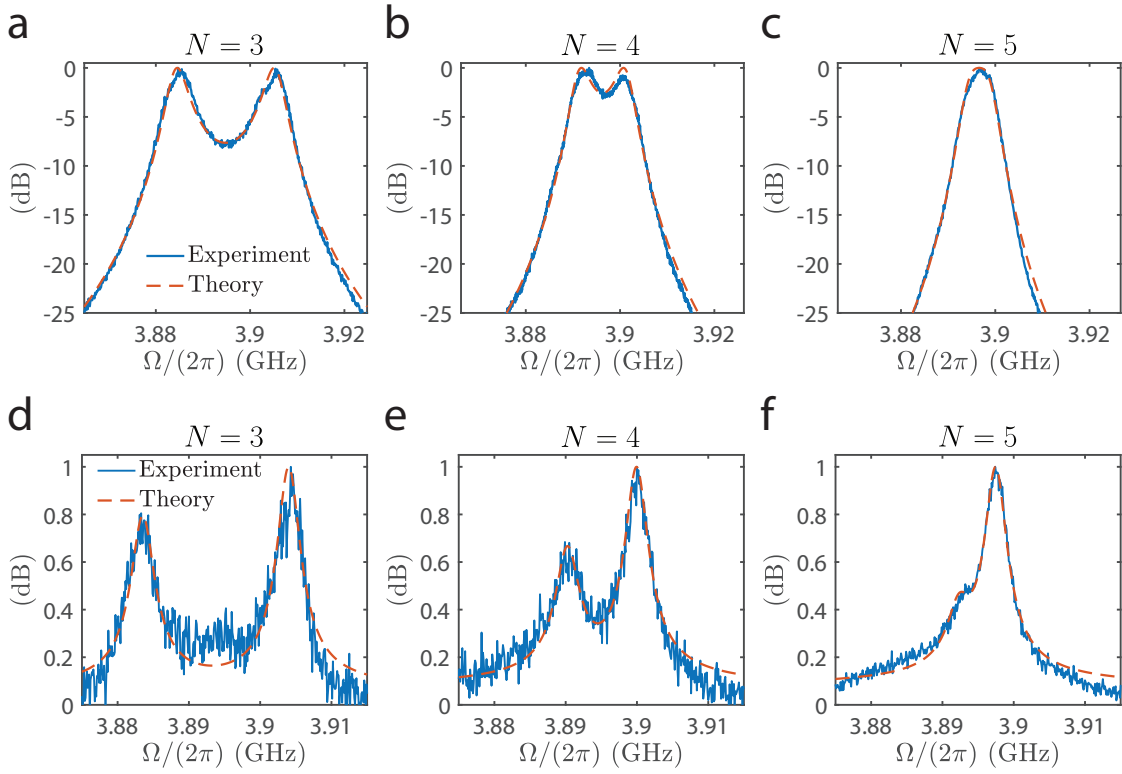 a
N = 3
0
-5
-10
-15
-20
-25
(dB)
Experiment
Theory
3.88 3.9 3.92
Ω/(2π) (GHz)
b
N = 4
0
-5
-10
-15
-20
-25
(dB)
3.88 3.9 3.92
Ω/(2π) (GHz)
c
N = 5
0
-5
-10
-15
-20
-25
(dB)
3.88 3.9 3.92
Ω/(2π) (GHz)
d
N = 3
1
0.8
0.6
0.4
0.2
0
(dB)
Experiment
Theory
3.88 3.89 3.9 3.91
Ω/(2π) (GHz)
e
N = 4
1
0.8
0.6
0.4
0.2
0
(dB)
3.88 3.89 3.9 3.91
Ω/(2π) (GHz)
f
N = 5
1
0.8
0.6
0.4
0.2
0
(dB)
3.88 3.89 3.9 3.91
Ω/(2π) (GHz)